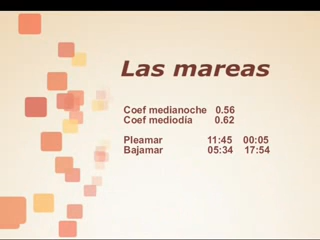 Las mareas
Coef medianoche 0.56
Coef mediodía 0.62
Pleamar 11:45 00:05
Bajamar 05:34 17:54